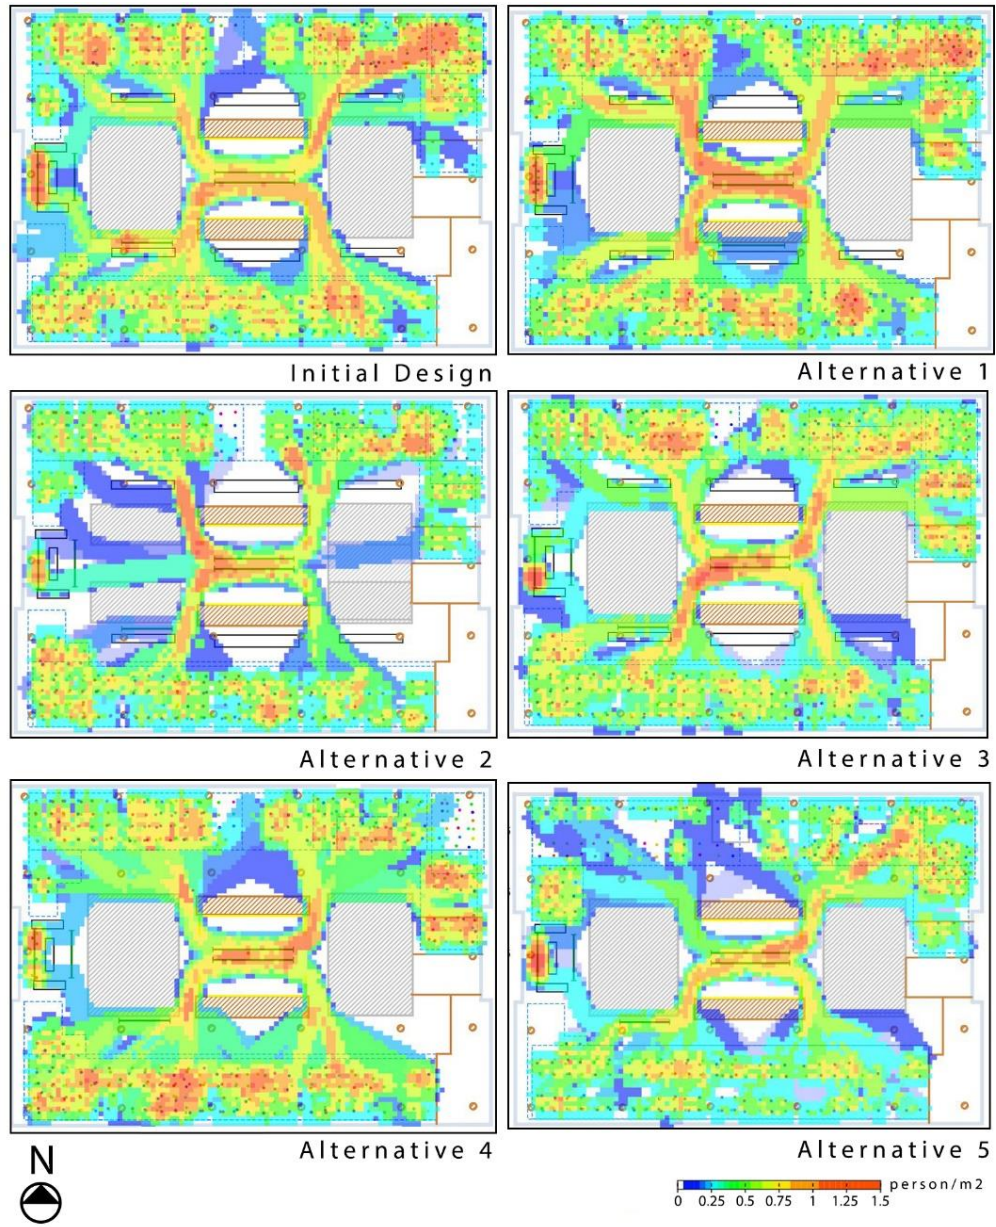 Initial Design
Alternative 1
Alternative 2
Alternative 3
Alternative 4
Alternative 5
N
person/m2
0 0.25 0.5 0.75 1 1.25 1.5